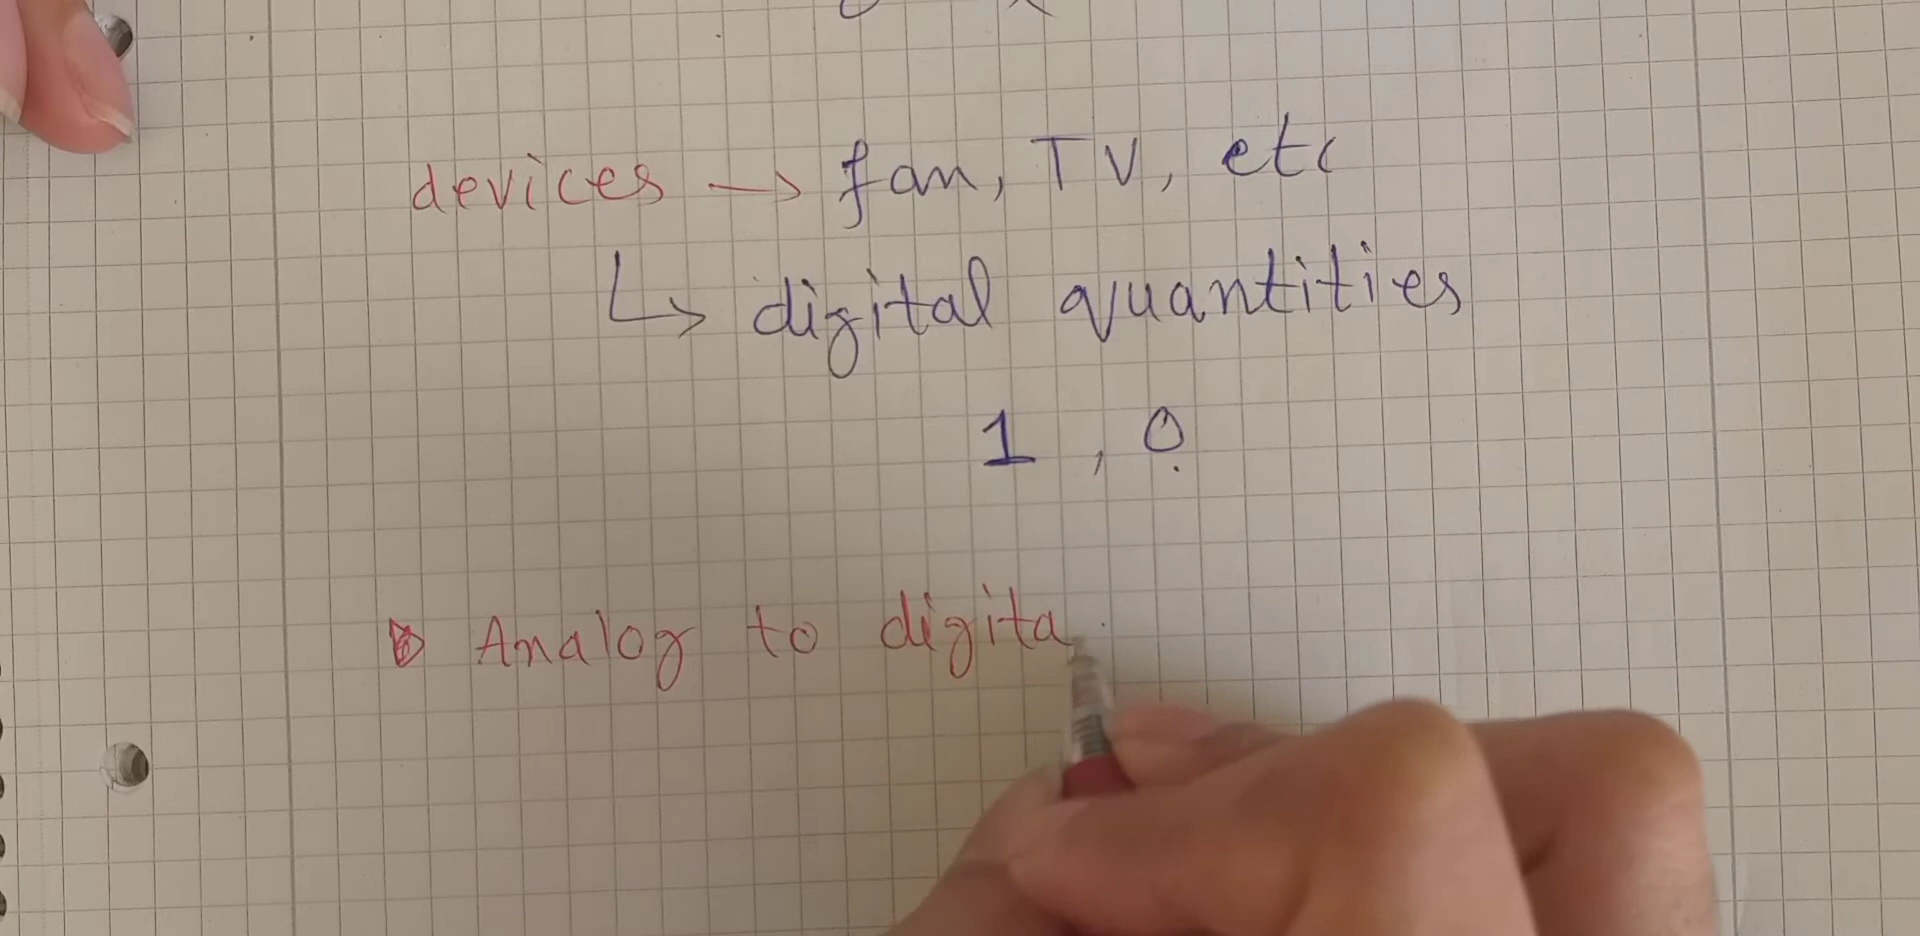 devices → fan, TV, etc
↳ digital quantities
1 , 0
Analog to digita